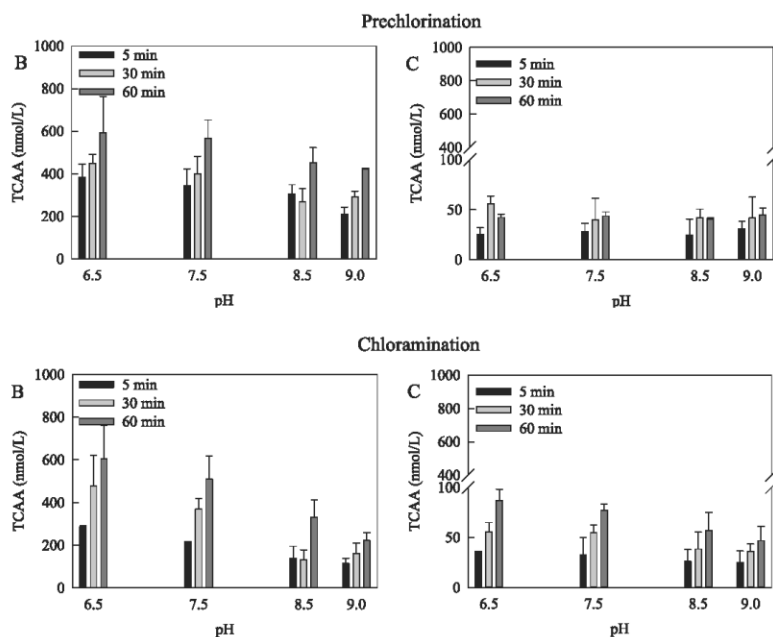 Prechlorination
B
TCAA (nmol/L)
1000
800
600
400
200
0
5 min
30 min
60 min
6.5 7.5 8.5 9.0
pH
C
TCAA (nmol/L)
1000
800
600
400
100
50
0
5 min
30 min
60 min
6.5 7.5 8.5 9.0
pH
Chloramination
B
TCAA (nmol/L)
1000
800
600
400
200
0
5 min
30 min
60 min
6.5 7.5 8.5 9.0
pH
C
TCAA (nmol/L)
1000
800
600
400
100
50
0
5 min
30 min
60 min
6.5 7.5 8.5 9.0
pH